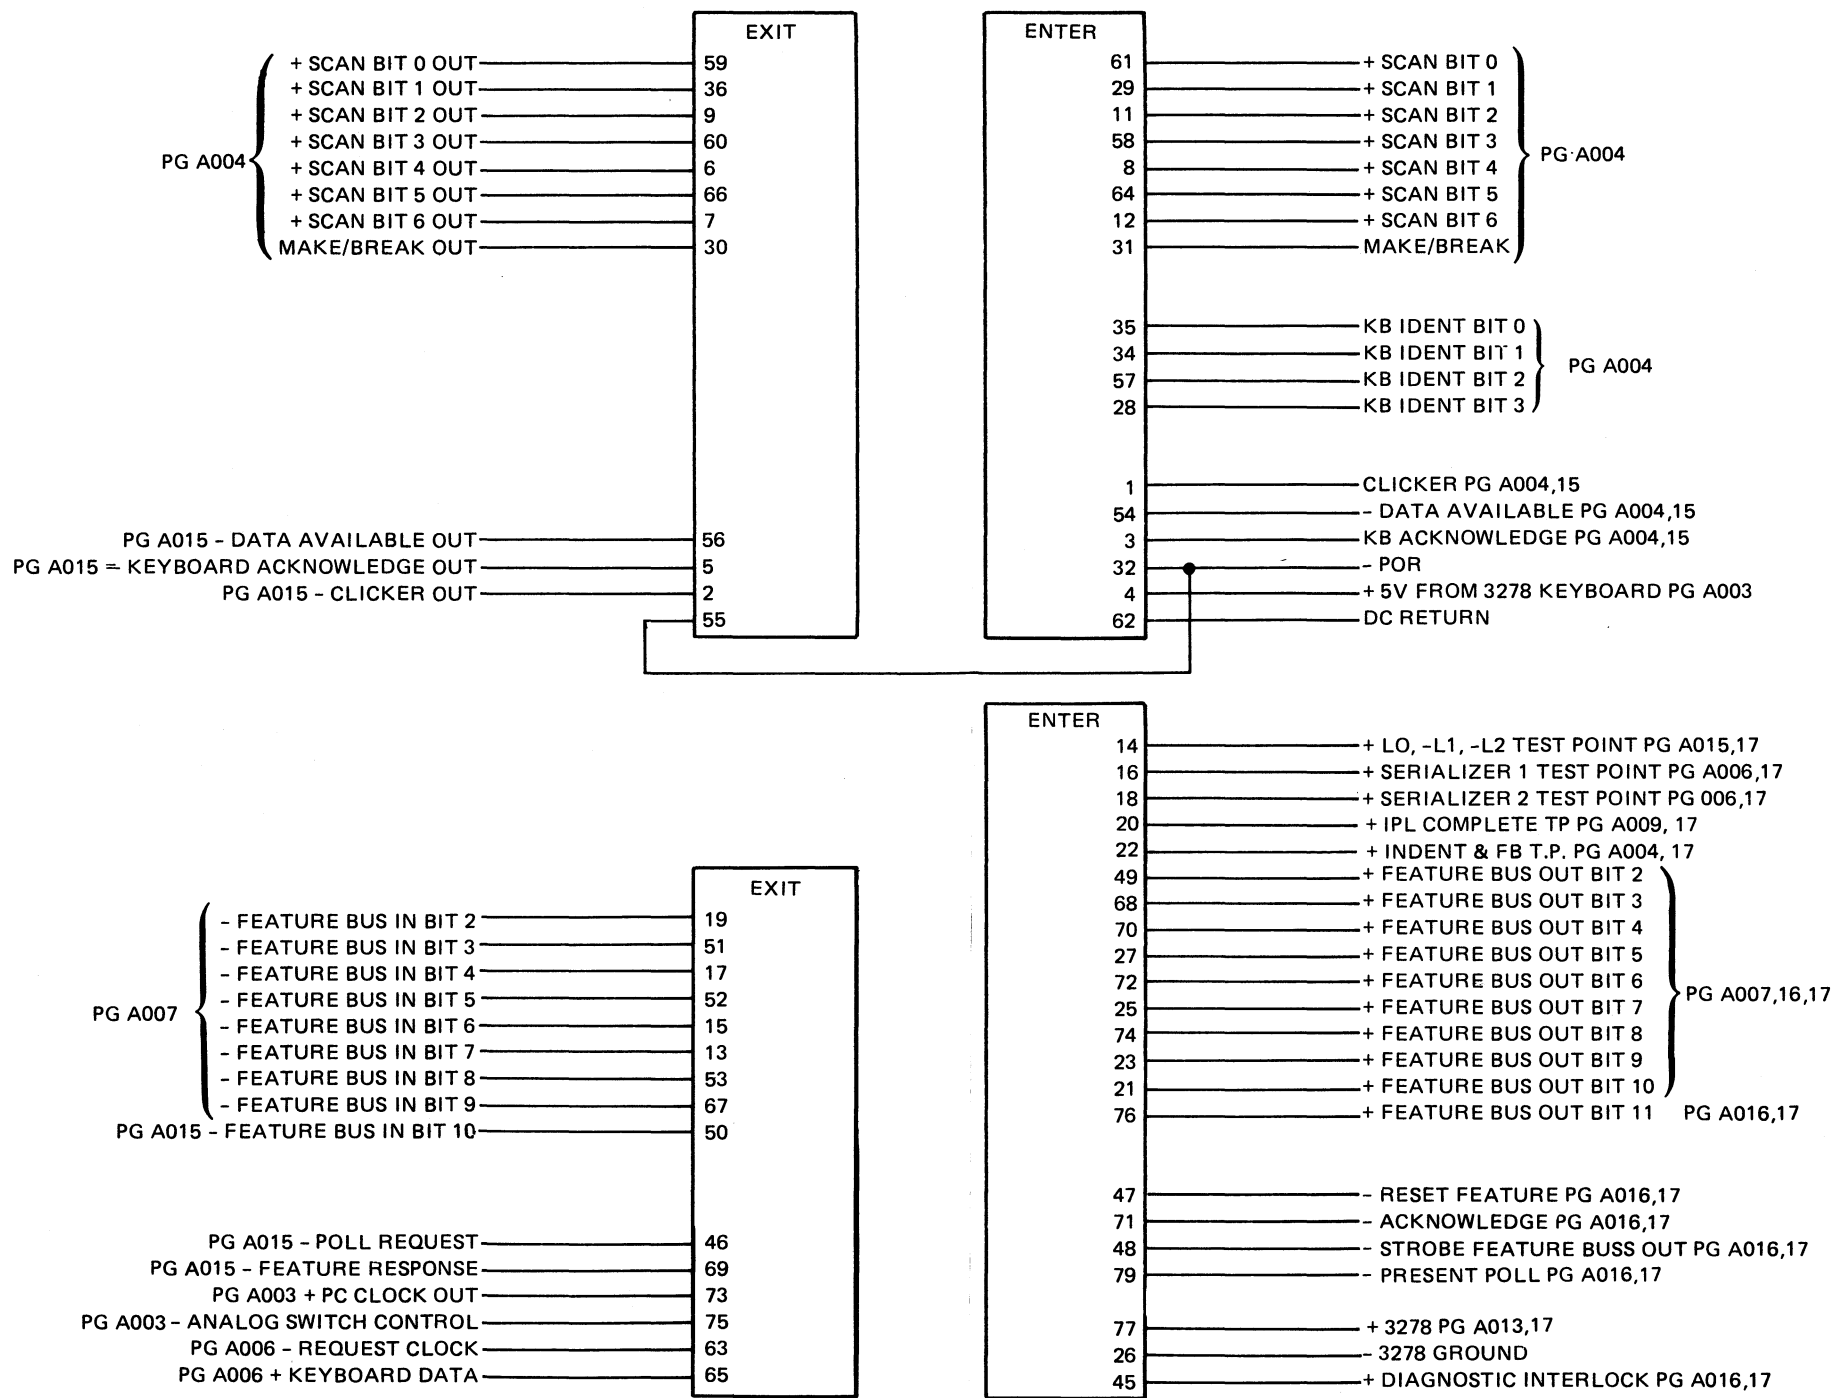 EXIT
+ SCAN BIT 0 OUT 59
+ SCAN BIT 1 OUT 36
+ SCAN BIT 2 OUT 9
+ SCAN BIT 3 OUT 60
PG A004
+ SCAN BIT 4 OUT 6
+ SCAN BIT 5 OUT 66
+ SCAN BIT 6 OUT 7
MAKE/BREAK OUT 30
PG A015 - DATA AVAILABLE OUT 56
PG A015 - KEYBOARD ACKNOWLEDGE OUT 5
PG A015 - CLICKER OUT 2
55
ENTER
61 + SCAN BIT 0
29 + SCAN BIT 1
11 + SCAN BIT 2
58 + SCAN BIT 3
PG A004
8 + SCAN BIT 4
64 + SCAN BIT 5
12 + SCAN BIT 6
31 MAKE/BREAK
35 KB IDENT BIT 0
34 KB IDENT BIT 1
PG A004
57 KB IDENT BIT 2
28 KB IDENT BIT 3
1 CLICKER PG A004,15
54 - DATA AVAILABLE PG A004,15
3 KB ACKNOWLEDGE PG A004,15
32 - POR
4 + 5V FROM 3278 KEYBOARD PG A003
62 DC RETURN
EXIT
- FEATURE BUS IN BIT 2 19
- FEATURE BUS IN BIT 3 51
- FEATURE BUS IN BIT 4 17
- FEATURE BUS IN BIT 5 52
PG A007
- FEATURE BUS IN BIT 6 15
- FEATURE BUS IN BIT 7 13
- FEATURE BUS IN BIT 8 53
- FEATURE BUS IN BIT 9 67
PG A015 - FEATURE BUS IN BIT 10 50
PG A015 - POLL REQUEST 46
PG A015 - FEATURE RESPONSE 69
PG A003 + PC CLOCK OUT 73
PG A003 - ANALOG SWITCH CONTROL 75
PG A006 - REQUEST CLOCK 63
PG A006 + KEYBOARD DATA 65
ENTER
14 + LO, -L1, -L2 TEST POINT PG A015,17
16 + SERIALIZER 1 TEST POINT PG A006,17
18 + SERIALIZER 2 TEST POINT PG 006,17
20 + IPL COMPLETE TP PG A009, 17
22 + INDENT & FB T.P. PG A004, 17
49 + FEATURE BUS OUT BIT 2
68 + FEATURE BUS OUT BIT 3
70 + FEATURE BUS OUT BIT 4
27 + FEATURE BUS OUT BIT 5
72 + FEATURE BUS OUT BIT 6
PG A007,16,17
25 + FEATURE BUS OUT BIT 7
74 + FEATURE BUS OUT BIT 8
23 + FEATURE BUS OUT BIT 9
21 + FEATURE BUS OUT BIT 10
76 + FEATURE BUS OUT BIT 11 PG A016,17
47 - RESET FEATURE PG A016,17
71 - ACKNOWLEDGE PG A016,17
48 - STROBE FEATURE BUSS OUT PG A016,17
79 - PRESENT POLL PG A016,17
77 + 3278 PG A013,17
26 - 3278 GROUND
45 + DIAGNOSTIC INTERLOCK PG A016,17